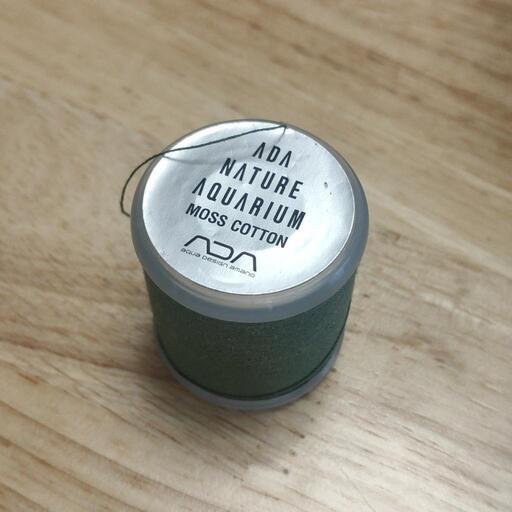 ADA
NATURE
AQUARIUM
MOSS COTTON
ADA
aqua design amano